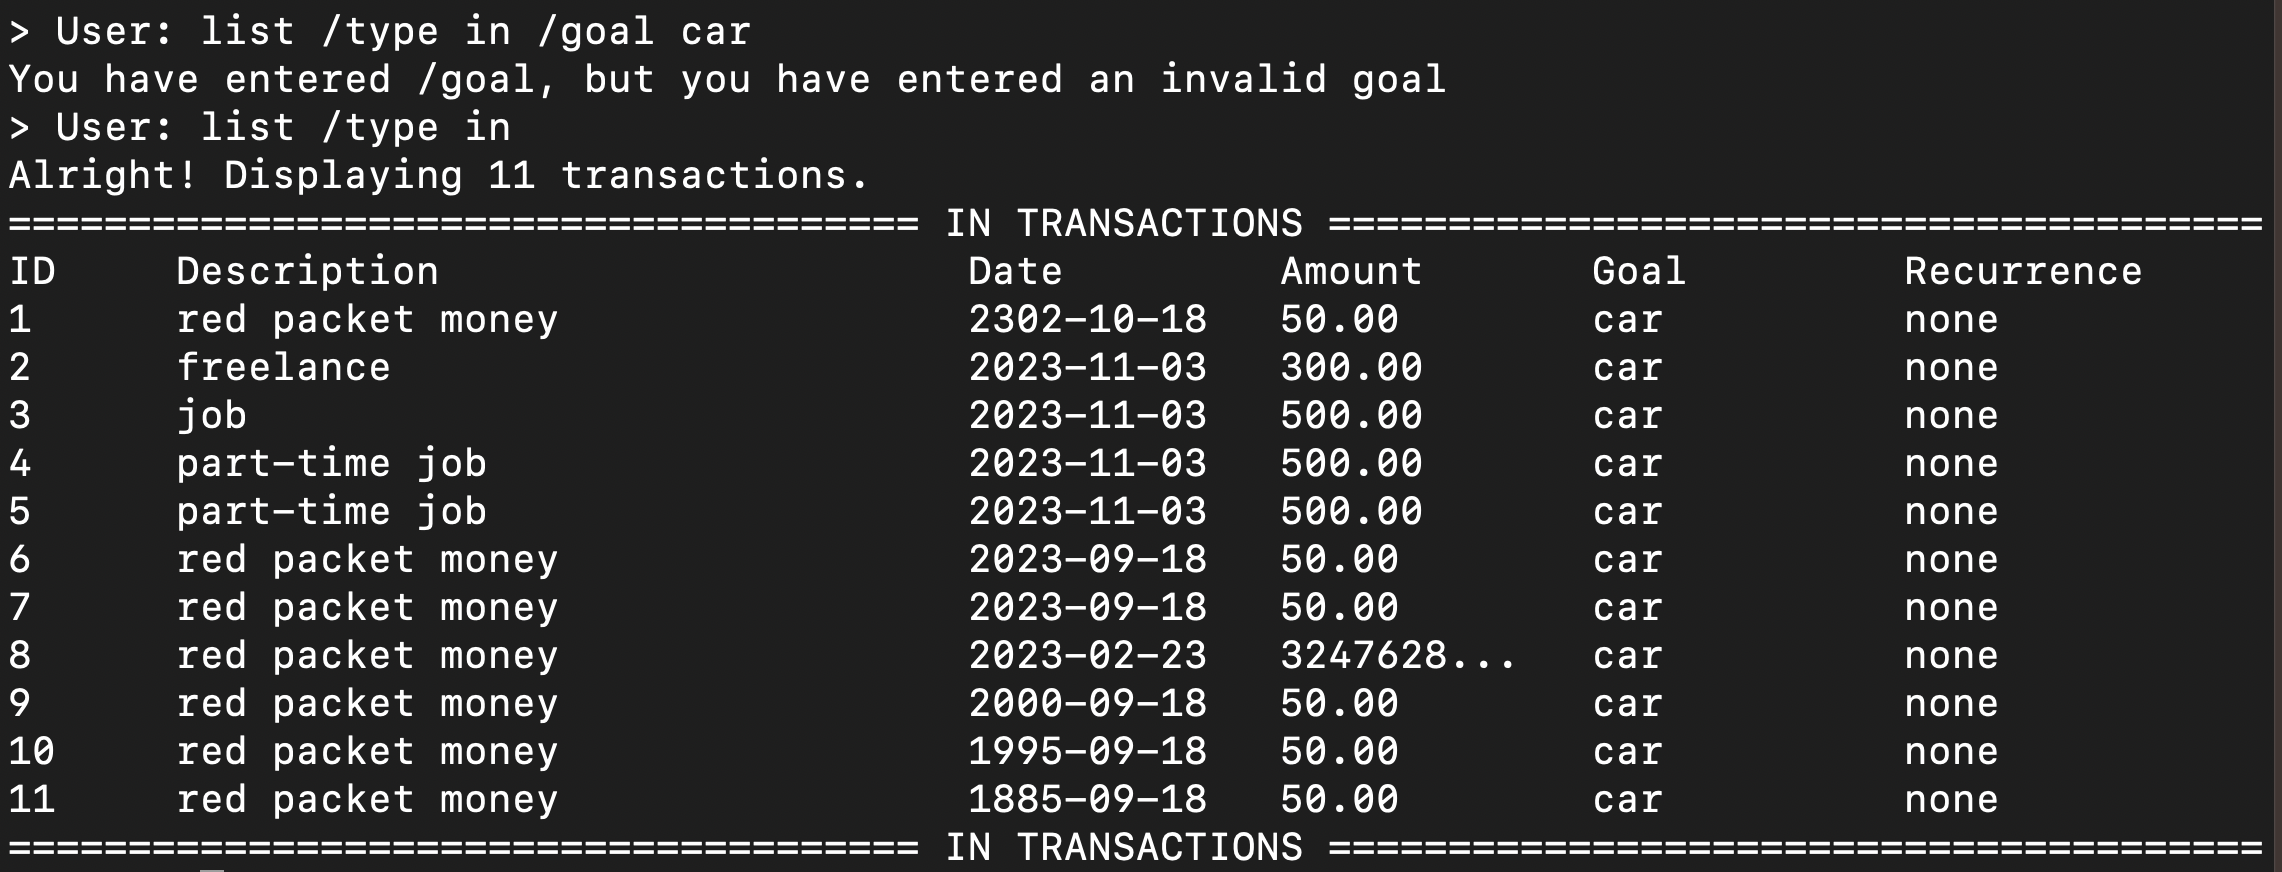 > User: list /type in /goal car
You have entered /goal, but you have entered an invalid goal
> User: list /type in
Alright! Displaying 11 transactions.
====================================== IN TRANSACTIONS =======================================
ID     Description                      Date         Amount       Goal         Recurrence
1      red packet money                 2302-10-18   50.00        car          none
2      freelance                        2023-11-03   300.00       car          none
3      job                              2023-11-03   500.00       car          none
4      part-time job                    2023-11-03   500.00       car          none
5      part-time job                    2023-11-03   500.00       car          none
6      red packet money                 2023-09-18   50.00        car          none
7      red packet money                 2023-09-18   50.00        car          none
8      red packet money                 2023-02-23   3247628...   car          none
9      red packet money                 2000-09-18   50.00        car          none
10     red packet money                 1995-09-18   50.00        car          none
11     red packet money                 1885-09-18   50.00        car          none
====================================== IN TRANSACTIONS =======================================